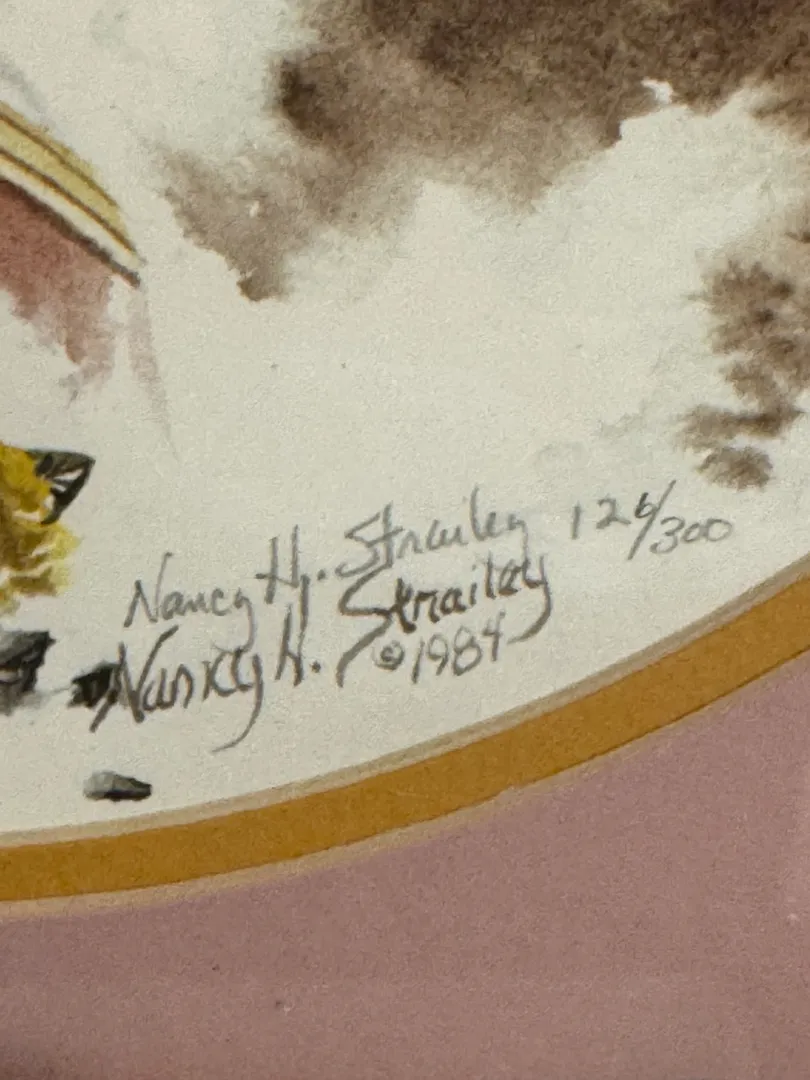 Nancy H. Strailey 126/300
Nancy H. Strailey
©1984